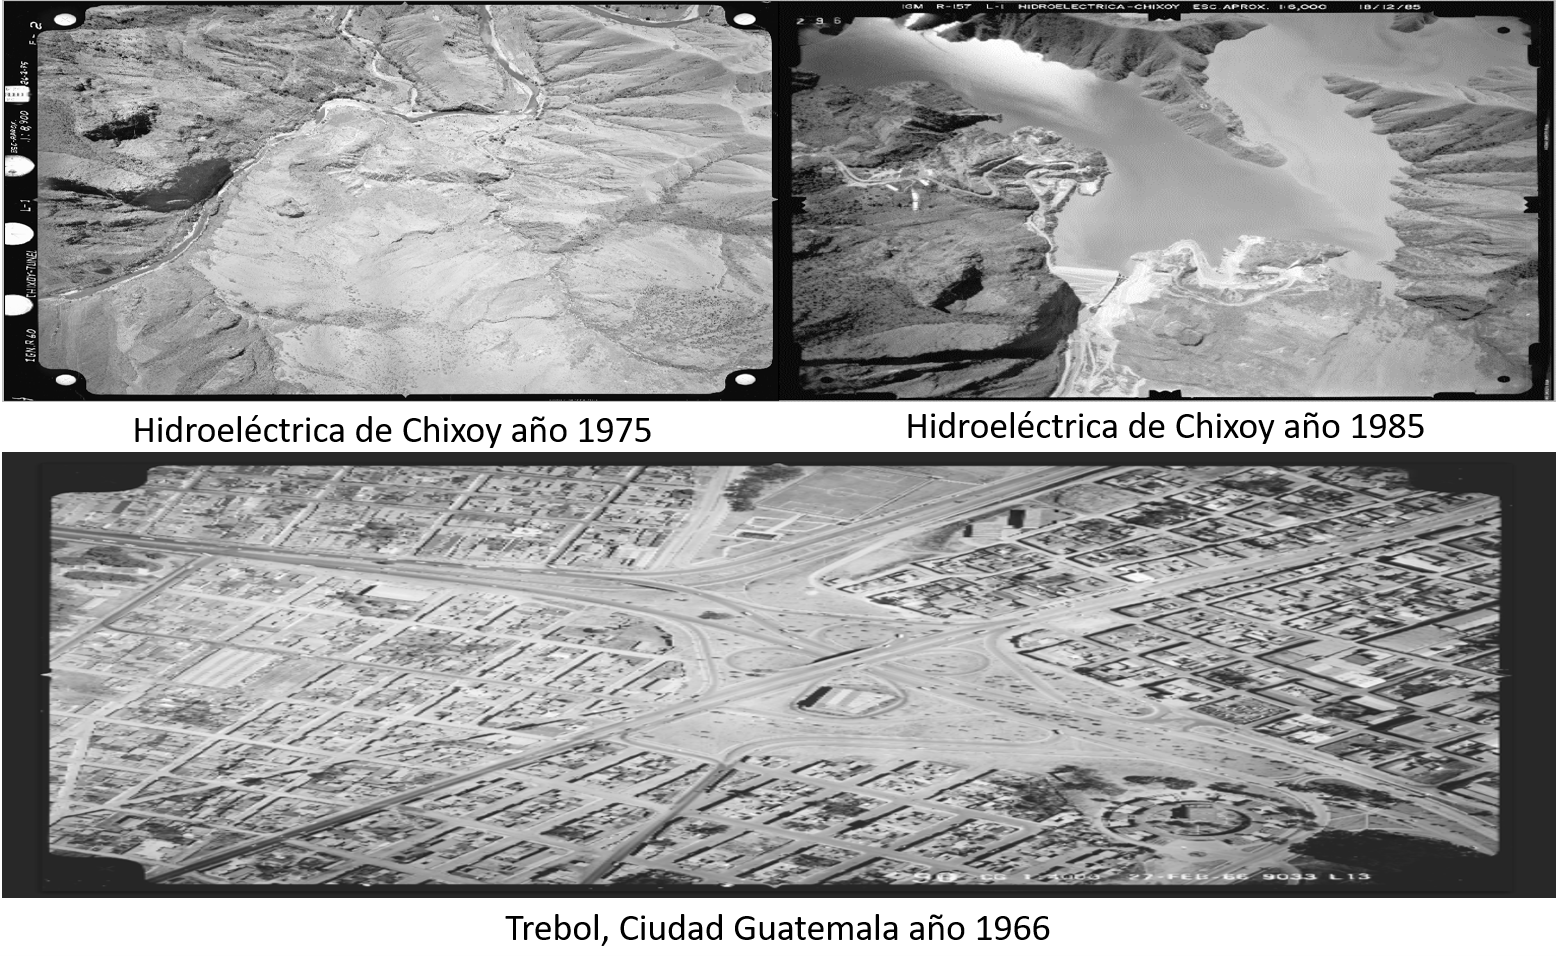 IGM R-157 L-1 HIDROELECTRICA-CHIXOY ESC.APROX. 1:6,000 18/12/85
296
IGN.R 60 CHIXOY-TUNEL L-1 ESC-APROX. 1:8,900 26-2-75
Hidroeléctrica de Chixoy año 1975
Hidroeléctrica de Chixoy año 1985
27-FEB 66 9033 L13
Trebol, Ciudad Guatemala año 1966